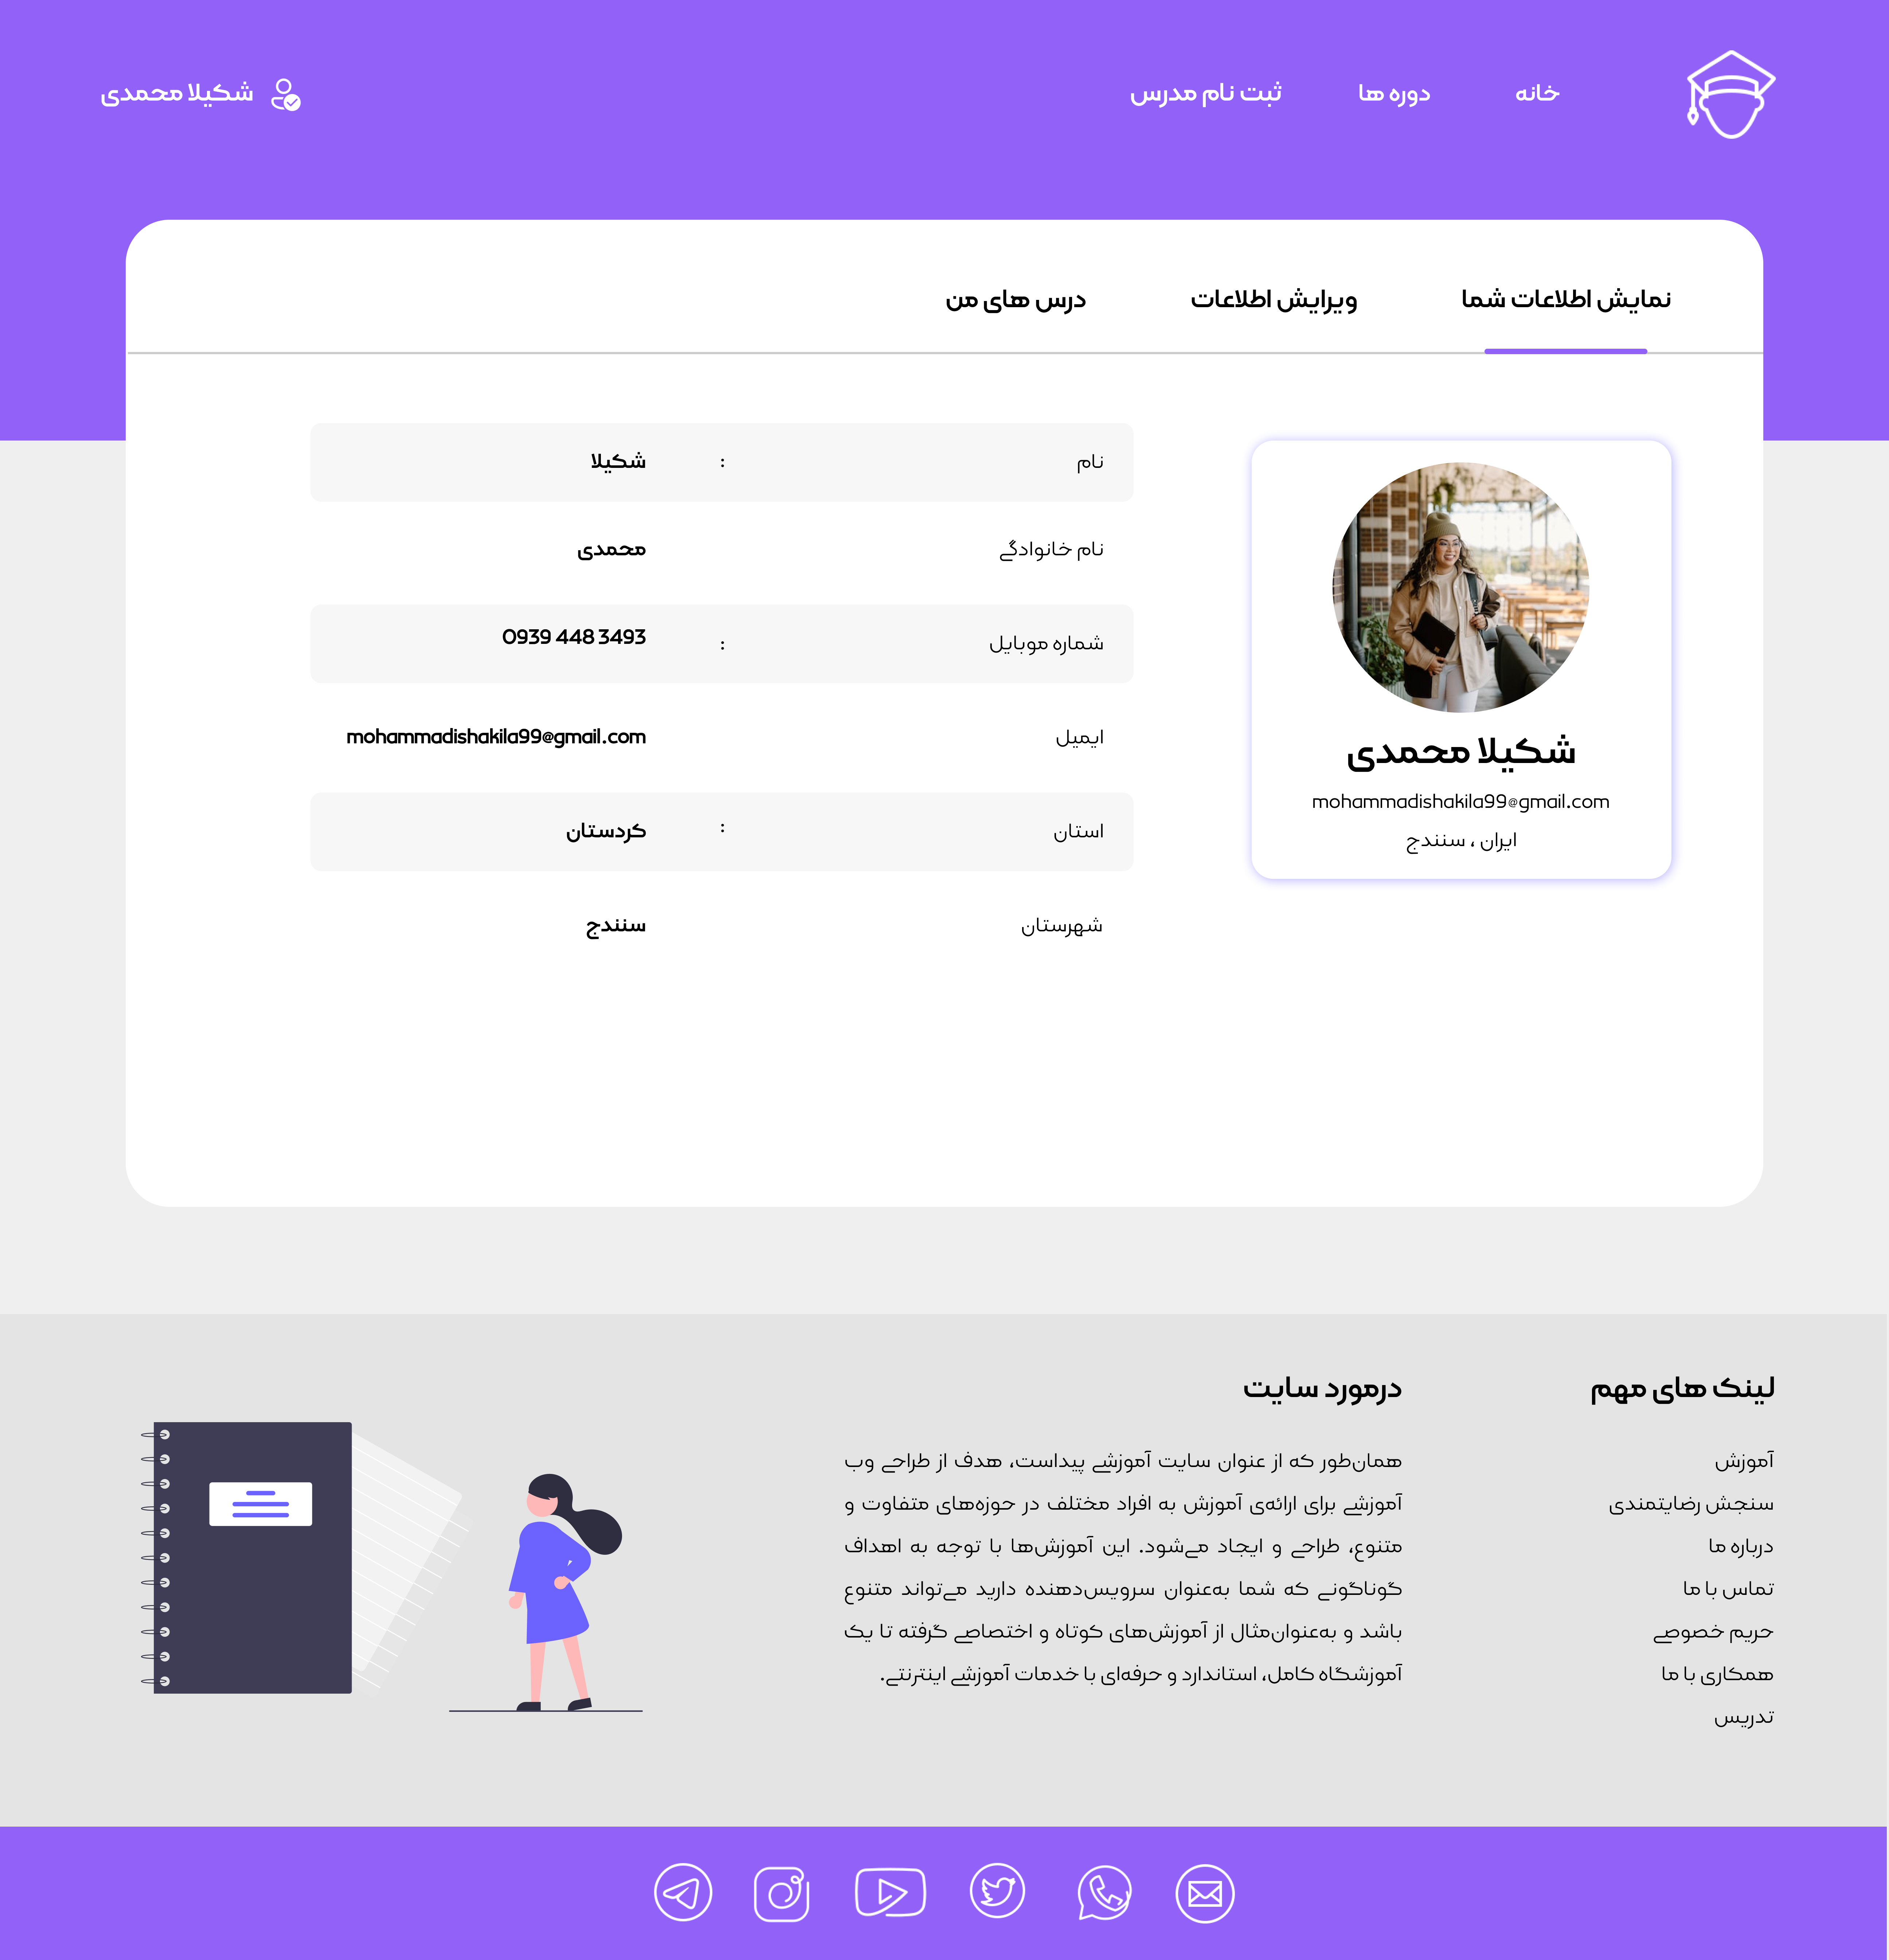 خانه
دوره ها
ثبت نام مدرس
شکیلا محمدی
نمایش اطلاعات شما
ویرایش اطلاعات
درس های من
شکیلا محمدی
mohammadishakila99@gmail.com
ایران ، سنندج
نام : شکیلا
نام خانوادگی محمدی
شماره موبایل : 0939 448 3493
ایمیل mohammadishakila99@gmail.com
استان : کردستان
شهرستان سنندج
لینک های مهم
آموزش
سنجش رضایتمندی
درباره ما
تماس با ما
حریم خصوصی
همکاری با ما
تدریس
درمورد سایت
همان‌طور که از عنوان سایت آموزشی پیداست، هدف از طراحی وب
آموزشی برای ارائه‌ی آموزش به افراد مختلف در حوزه‌های متفاوت و
متنوع، طراحی و ایجاد می‌شود. این آموزش‌ها با توجه به اهداف
گوناگونی که شما به‌عنوان سرویس‌دهنده دارید می‌تواند متنوع
باشد و به‌عنوان‌مثال از آموزش‌های کوتاه و اختصاصی گرفته تا یک
آموزشگاه کامل، استاندارد و حرفه‌ای با خدمات آموزشی اینترنتی.